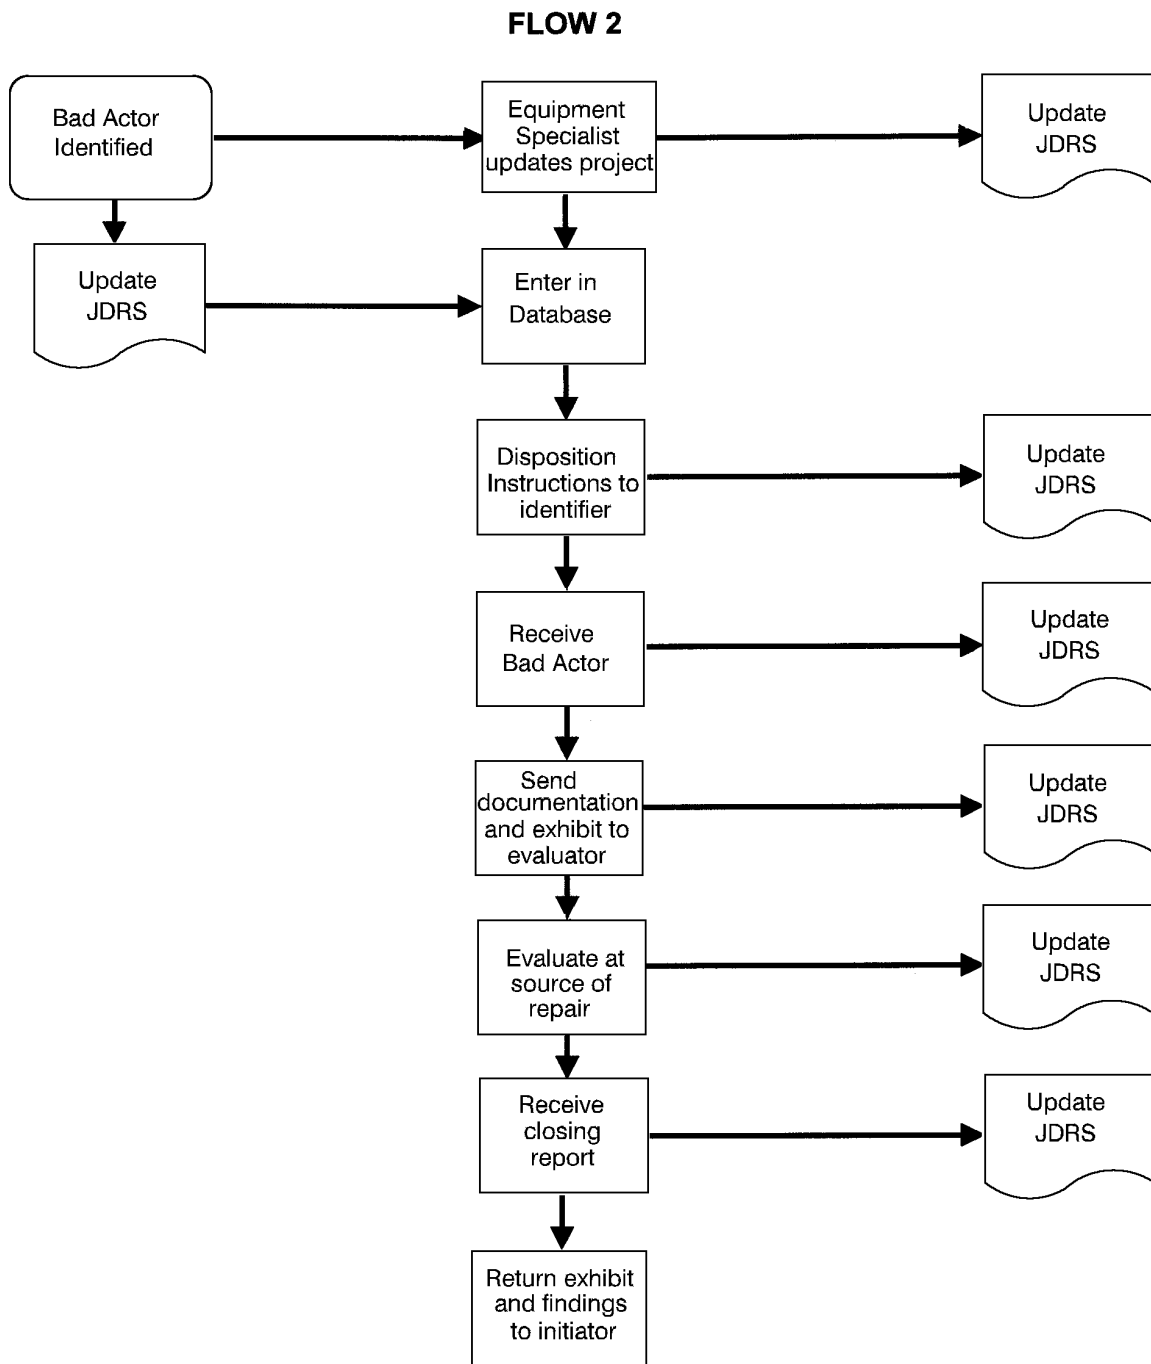 FLOW 2
Bad Actor
Identified
Equipment
Specialist
updates project
Update
JDRS
Update
JDRS
Enter in
Database
Disposition
Instructions to
identifier
Update
JDRS
Receive
Bad Actor
Update
JDRS
Send
documentation
and exhibit to
evaluator
Update
JDRS
Evaluate at
source of
repair
Update
JDRS
Receive
closing
report
Update
JDRS
Return exhibit
and findings
to initiator